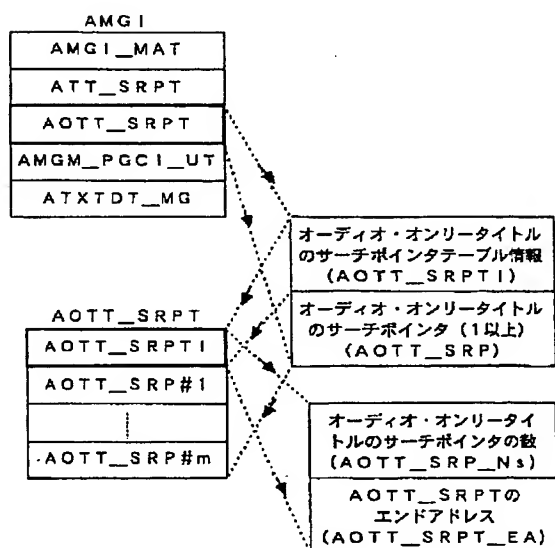 AMGI
AMGI_MAT
ATT_SRPT
AOTT_SRPT
AMGM_PGCI_UT
ATXTDT_MG
オーディオ・オンリータイトル
のサーチポインタテーブル情報
(AOTT_SRPTI)
オーディオ・オンリータイトル
のサーチポインタ(1以上)
(AOTT_SRP)
AOTT_SRPT
AOTT_SRPTI
AOTT_SRP#1
AOTT_SRP#m
オーディオ・オンリータイ
トルのサーチポインタの数
(AOTT_SRP_Ns)
AOTT_SRPTの
エンドアドレス
(AOTT_SRPT_EA)